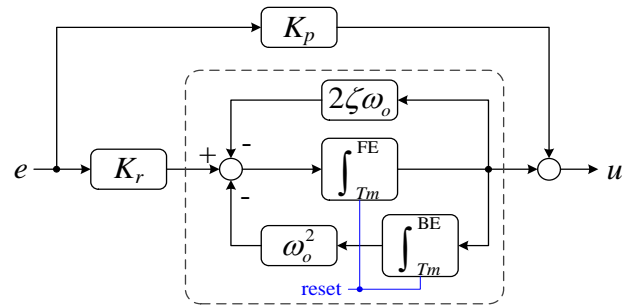 K_p
2ζω_o
-
+
FE
e
K_r
∫
Tm
u
-
BE
ω_o^2
∫
Tm
reset